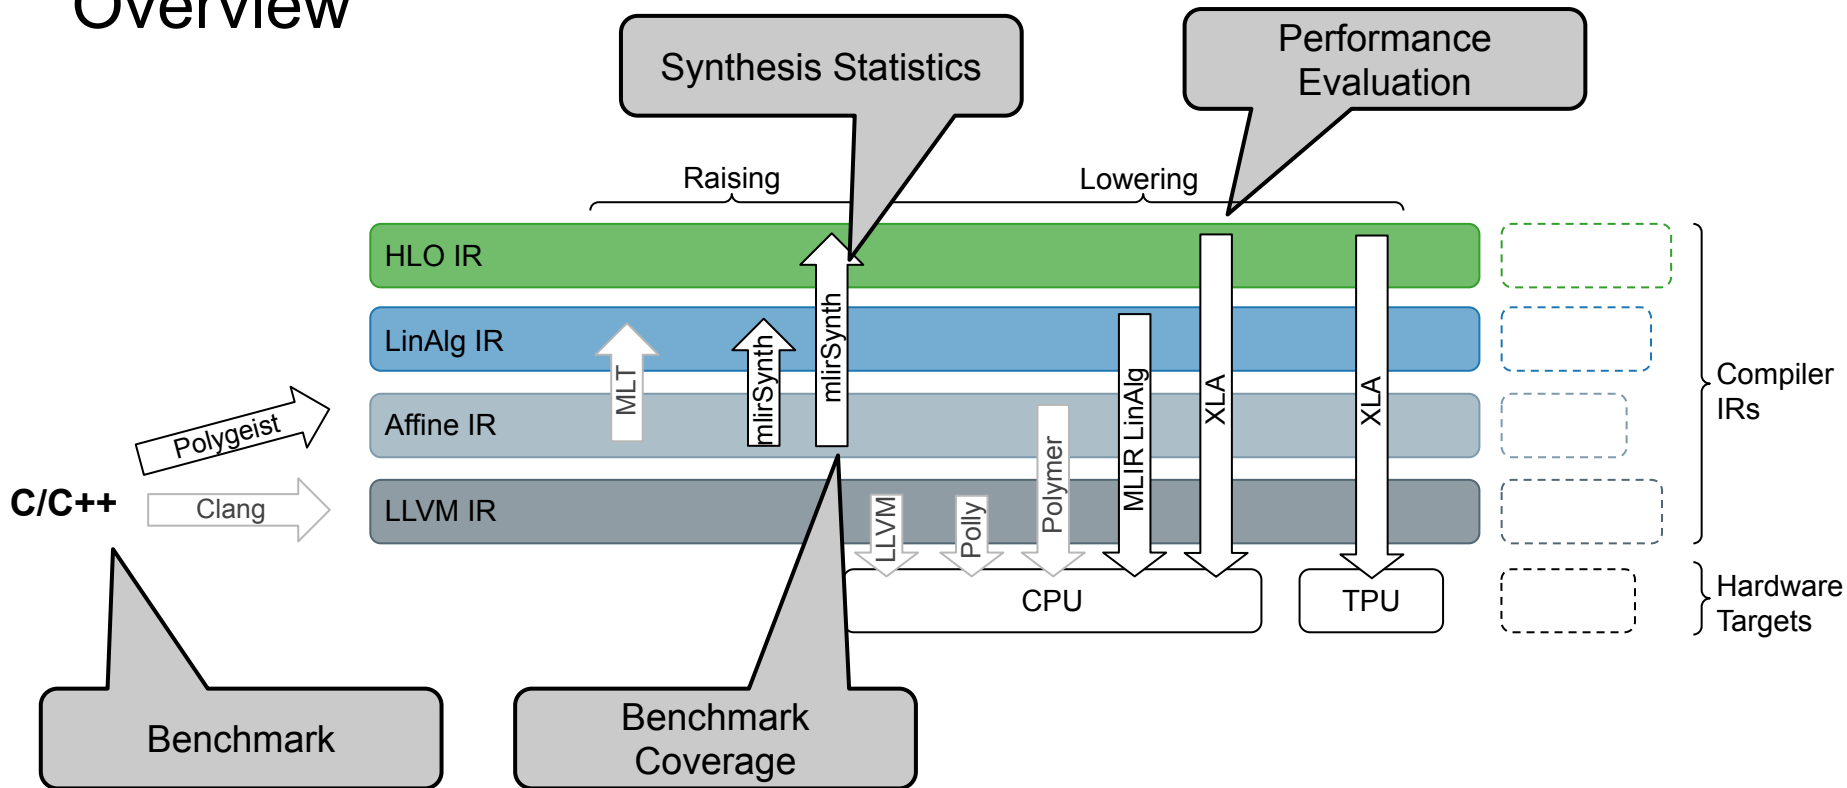 Overview
Synthesis Statistics
Performance
Evaluation
Raising
Lowering
HLO IR
LinAlg IR
Affine IR
LLVM IR
MLT
mlirSynth
mlirSynth
LLVM
Polly
Polymer
MLIR LinAlg
XLA
XLA
Polygeist
C/C++
Clang
CPU
TPU
Compiler
IRs
Hardware
Targets
Benchmark
Benchmark
Coverage